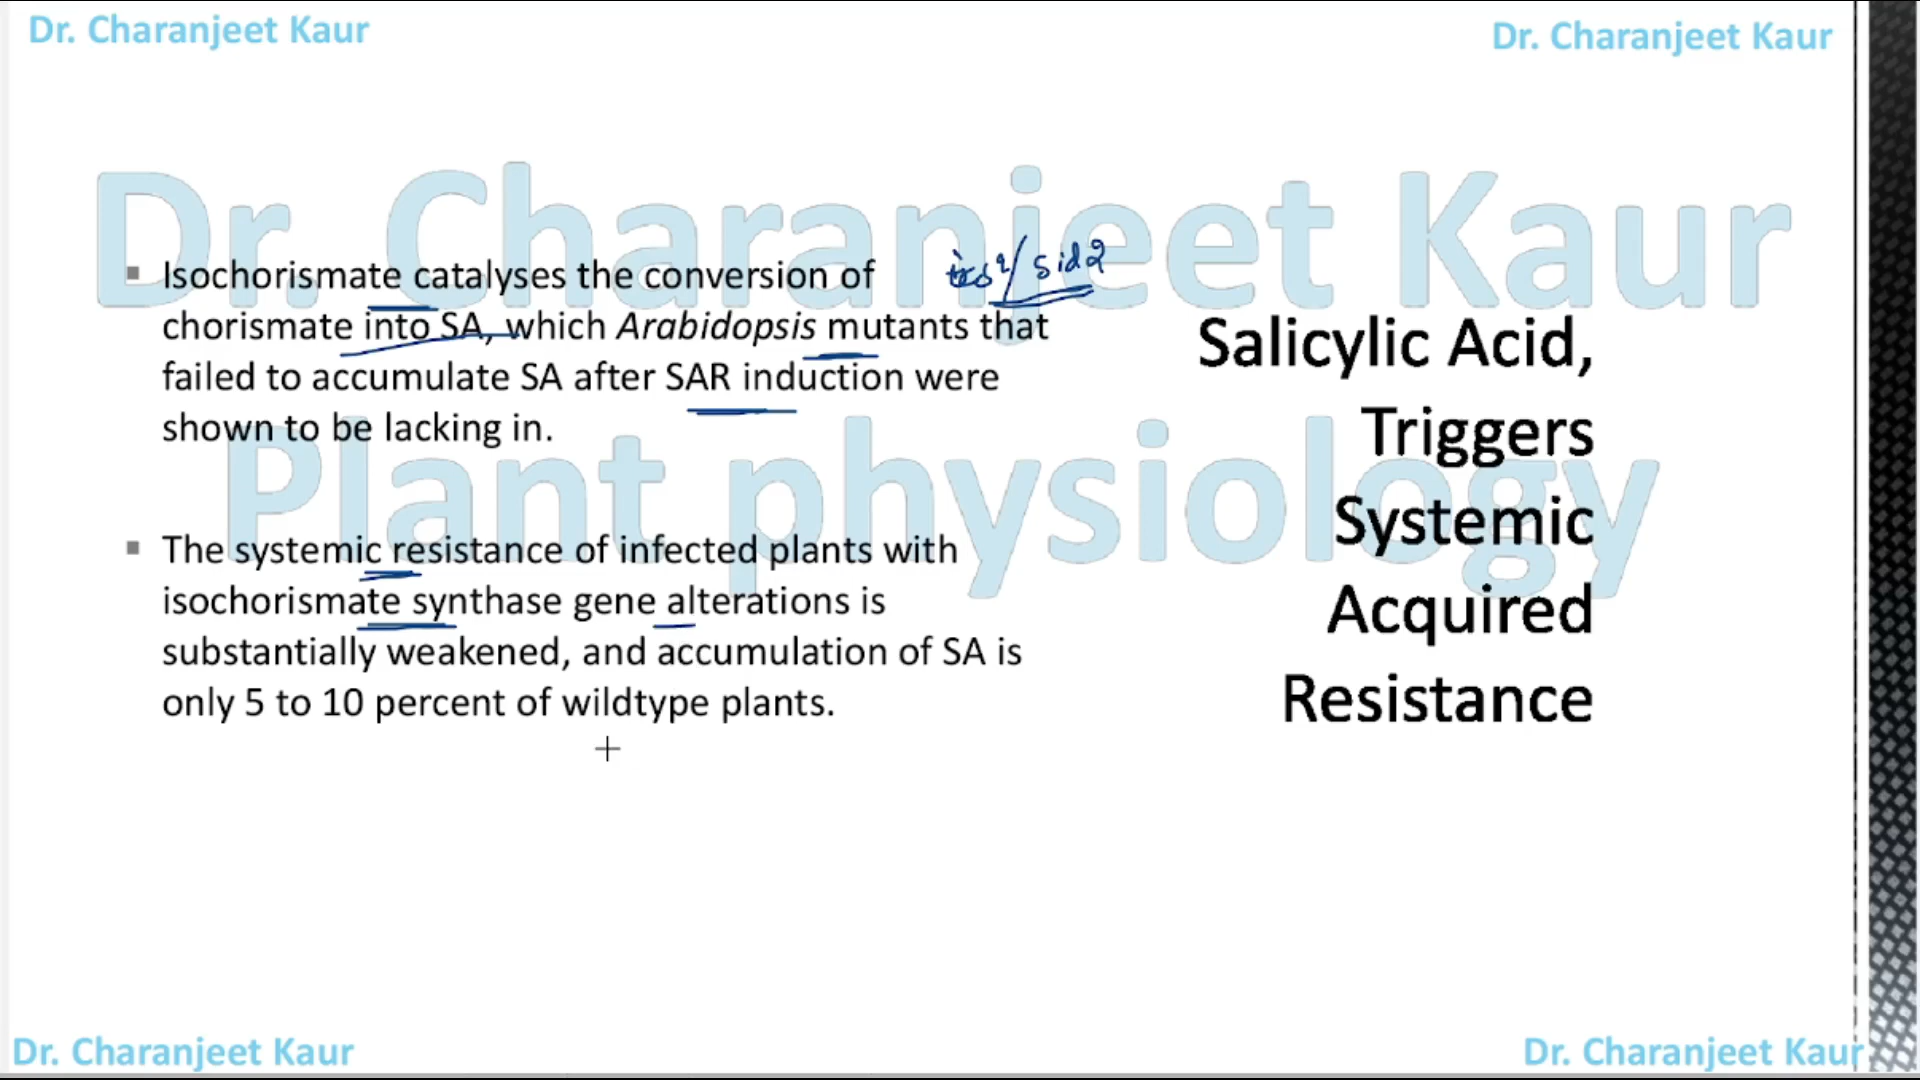 Dr. Charanjeet Kaur
Dr. Charanjeet Kaur
Dr. Charanjeet Kaur
Plant physiology
Isochorismate catalyses the conversion of
chorismate into SA, which Arabidopsis mutants that
failed to accumulate SA after SAR induction were
shown to be lacking in.
sid2
The systemic resistance of infected plants with
isochorismate synthase gene alterations is
substantially weakened, and accumulation of SA is
only 5 to 10 percent of wildtype plants.
Salicylic Acid,
Triggers
Systemic
Acquired
Resistance
Dr. Charanjeet Kaur
Dr. Charanjeet Kaur